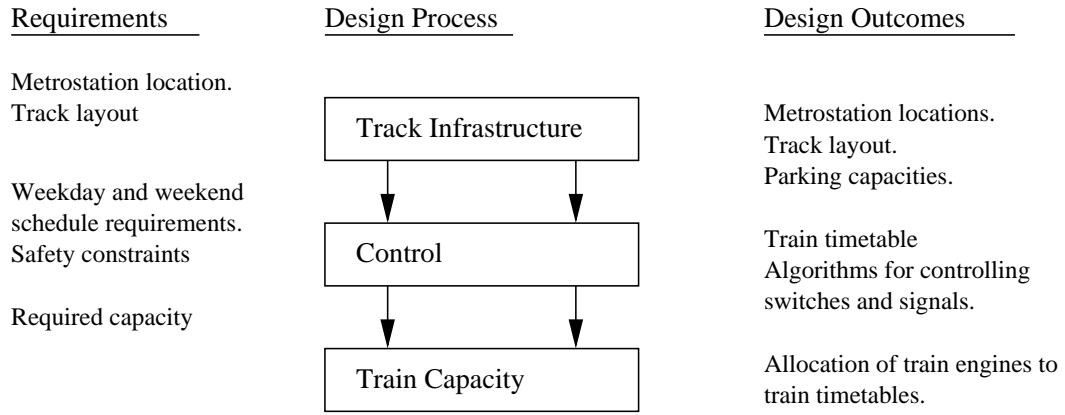 Requirements
Design Process
Design Outcomes
Metrostation location.
Track layout
Weekday and weekend
schedule requirements.
Safety constraints
Required capacity
Track Infrastructure
Control
Train Capacity
Metrostation locations.
Track layout.
Parking capacities.
Train timetable
Algorithms for controlling
switches and signals.
Allocation of train engines to
train timetables.